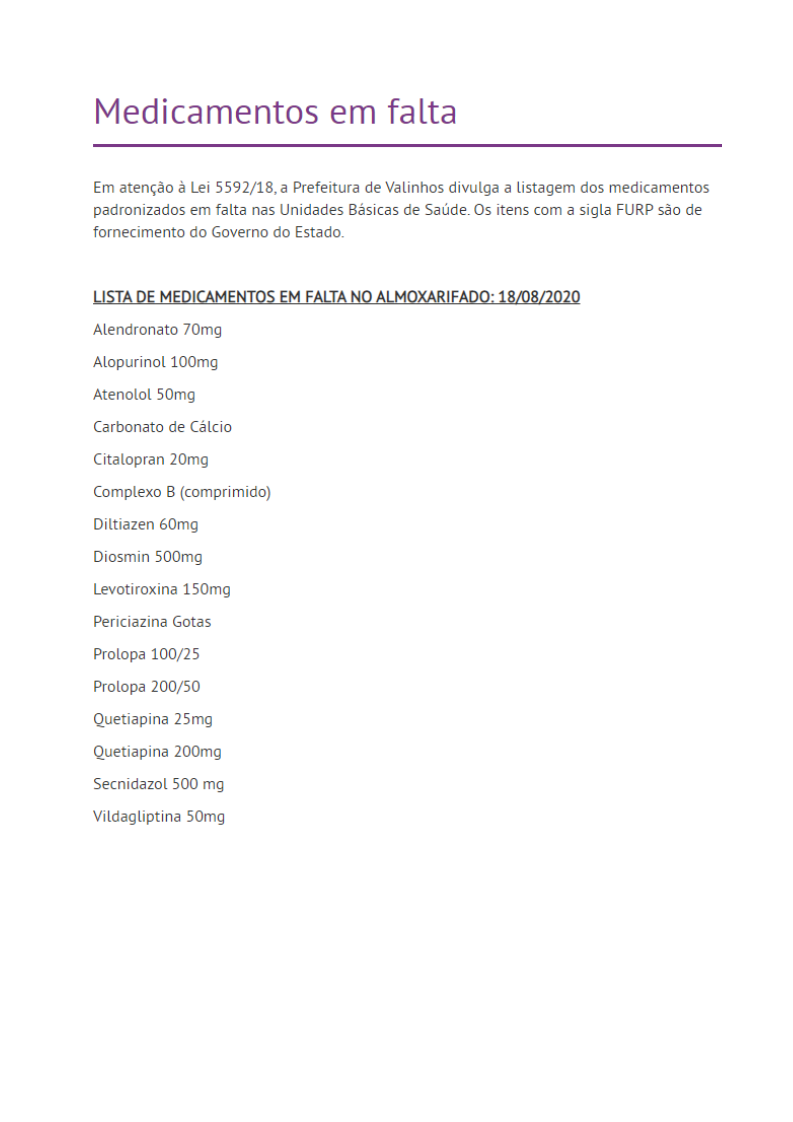 Medicamentos em falta
Em atenção à Lei 5592/18, a Prefeitura de Valinhos divulga a listagem dos medicamentos
padronizados em falta nas Unidades Básicas de Saúde. Os itens com a sigla FURP são de
fornecimento do Governo do Estado.
LISTA DE MEDICAMENTOS EM FALTA NO ALMOXARIFADO: 18/08/2020
Alendronato 70mg
Alopurinol 100mg
Atenolol 50mg
Carbonato de Cálcio
Citalopran 20mg
Complexo B (comprimido)
Diltiazen 60mg
Diosmin 500mg
Levotiroxina 150mg
Periciazina Gotas
Prolopa 100/25
Prolopa 200/50
Quetiapina 25mg
Quetiapina 200mg
Secnidazol 500 mg
Vildagliptina 50mg